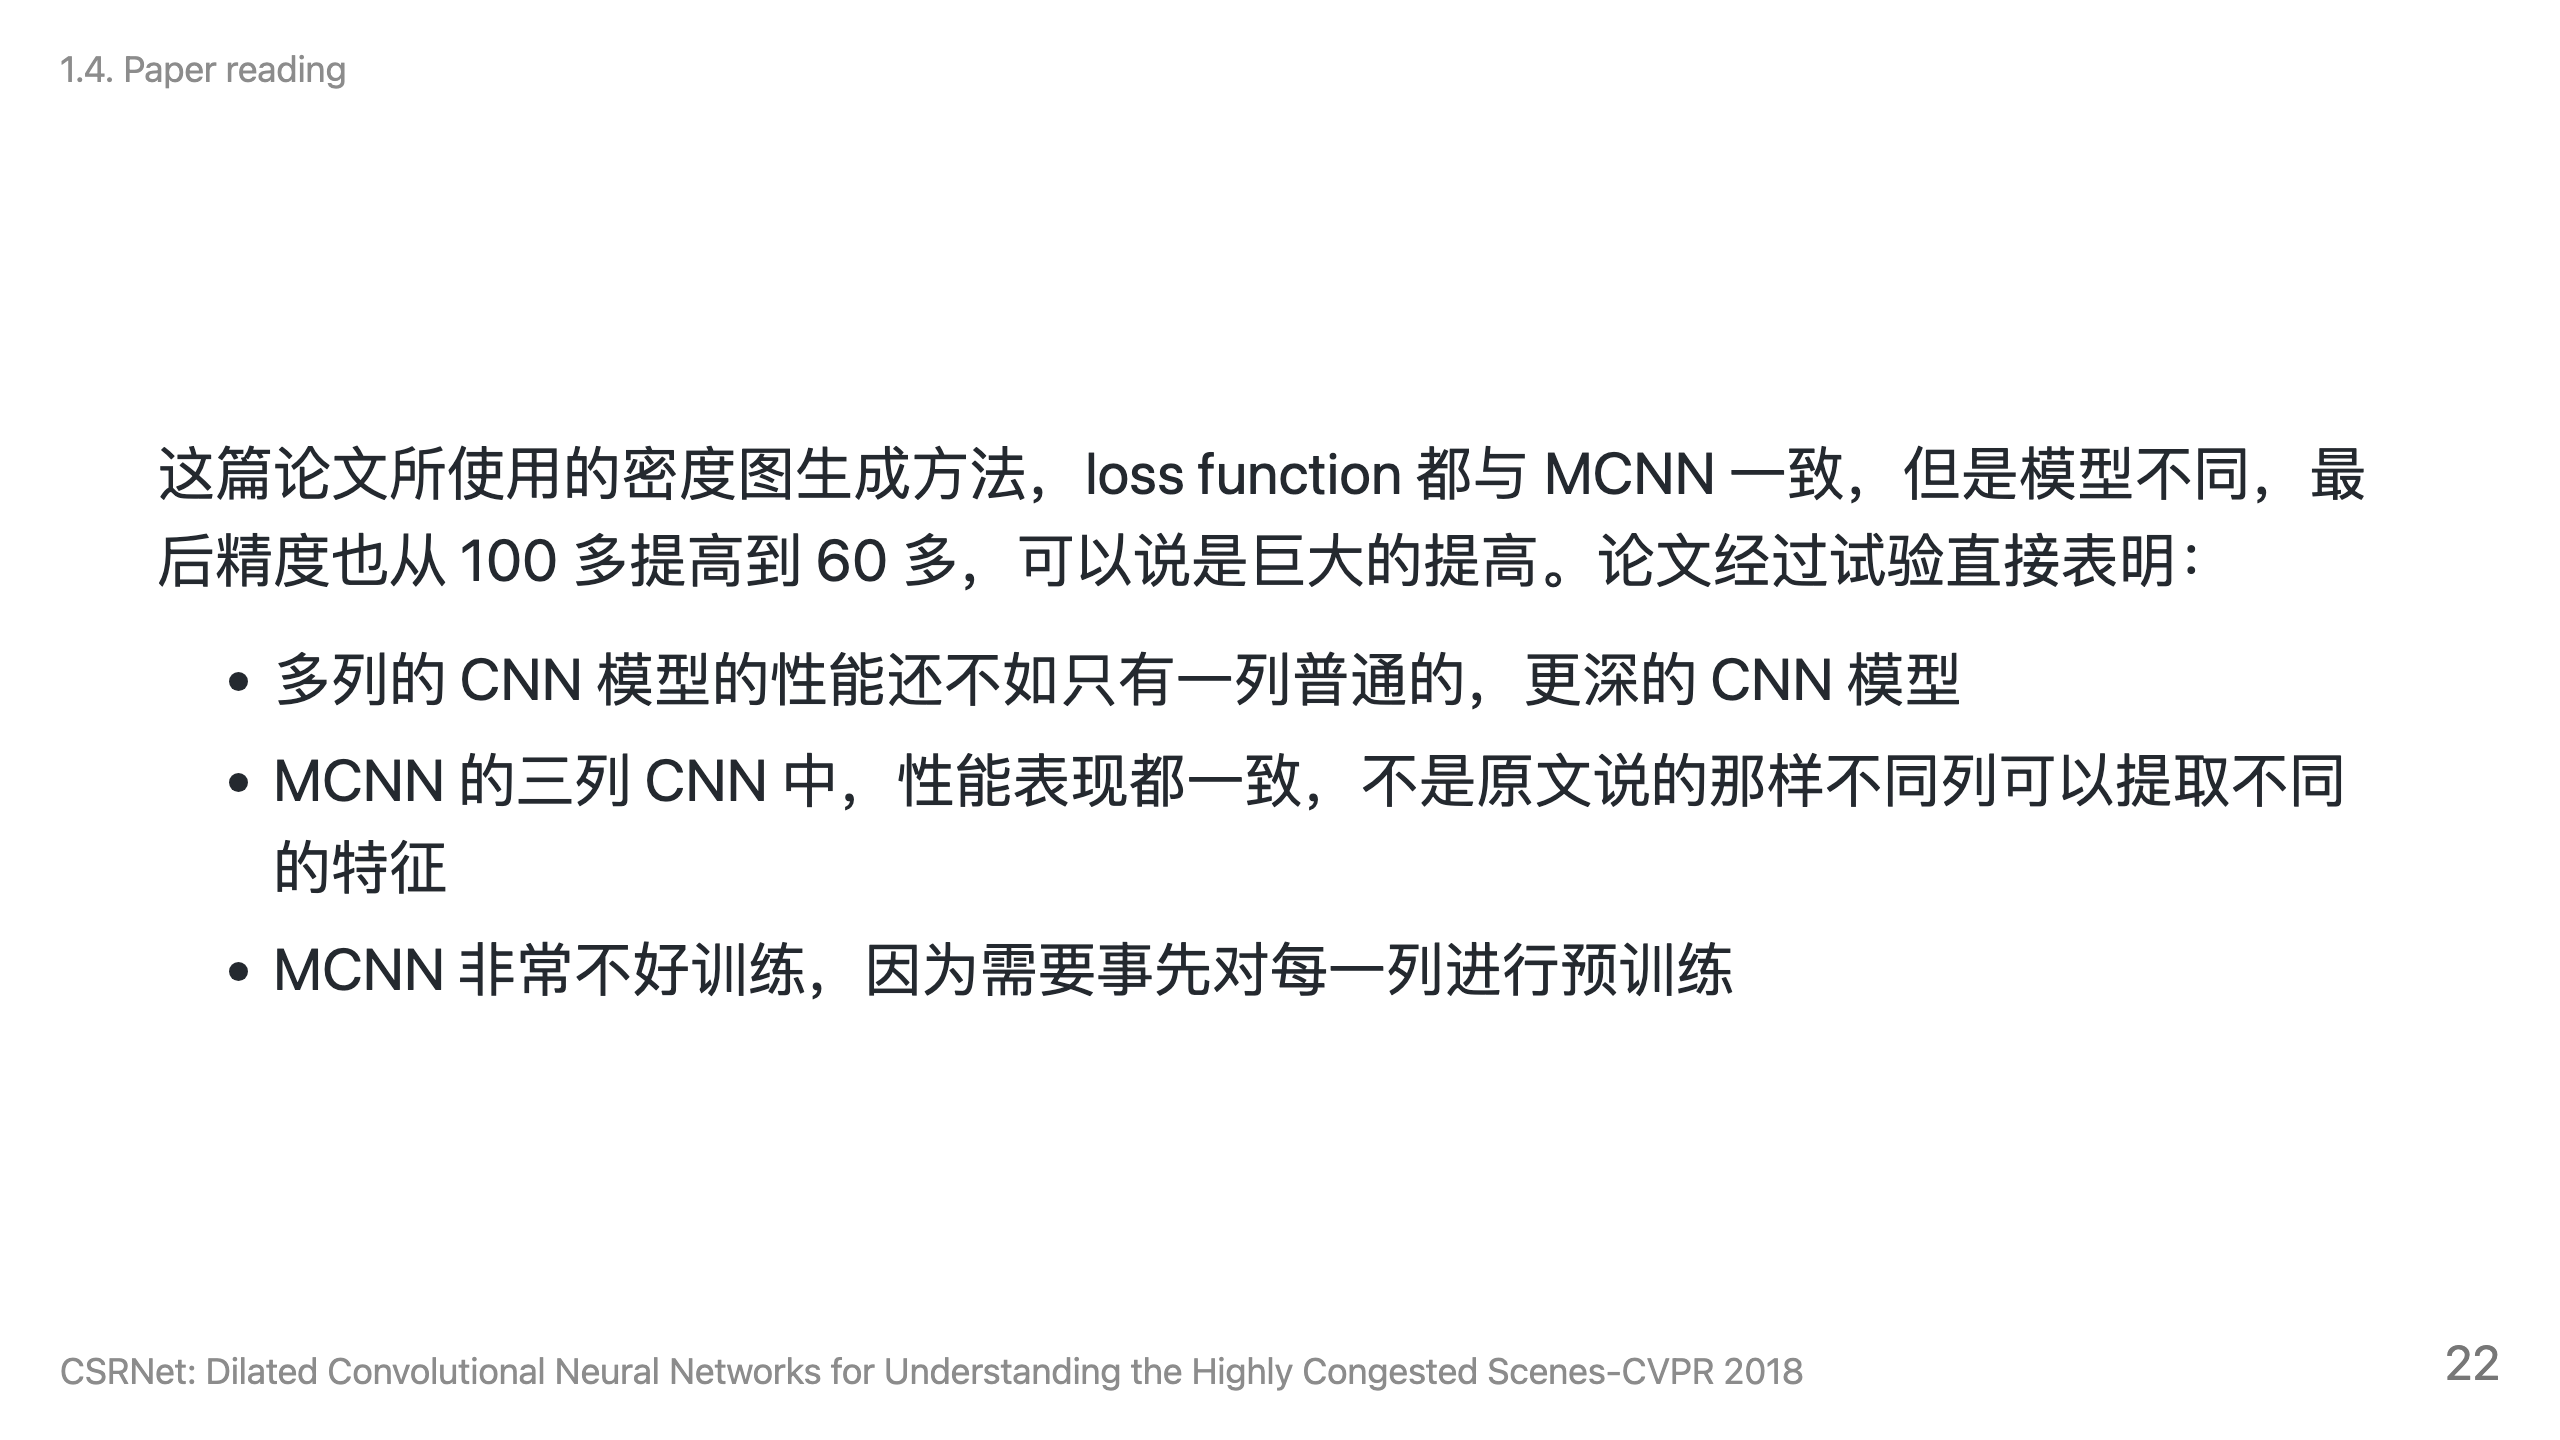 1.4. Paper reading
这篇论文所使用的密度图生成方法，loss function 都与 MCNN 一致，但是模型不同，最
后精度也从 100 多提高到 60 多，可以说是巨大的提高。论文经过试验直接表明：
• 多列的 CNN 模型的性能还不如只有一列普通的，更深的 CNN 模型
• MCNN 的三列 CNN 中，性能表现都一致，不是原文说的那样不同列可以提取不同
的特征
• MCNN 非常不好训练，因为需要事先对每一列进行预训练
CSRNet: Dilated Convolutional Neural Networks for Understanding the Highly Congested Scenes-CVPR 2018
22